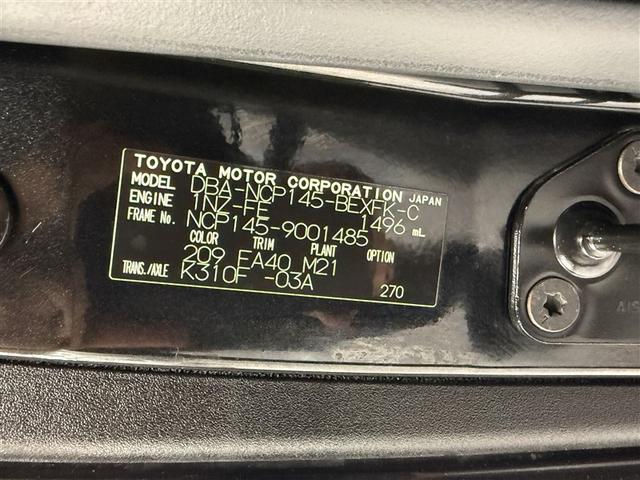 TOYOTA MOTOR CORPORATION JAPAN
MODEL DBA-NCP145-BEXFK-C
ENGINE 1NZ-FE 1496 mL
FRAME No. NCP145-9001485
COLOR TRIM PLANT OPTION
209 EA40 M21
TRANS./AXLE K310F -03A 270